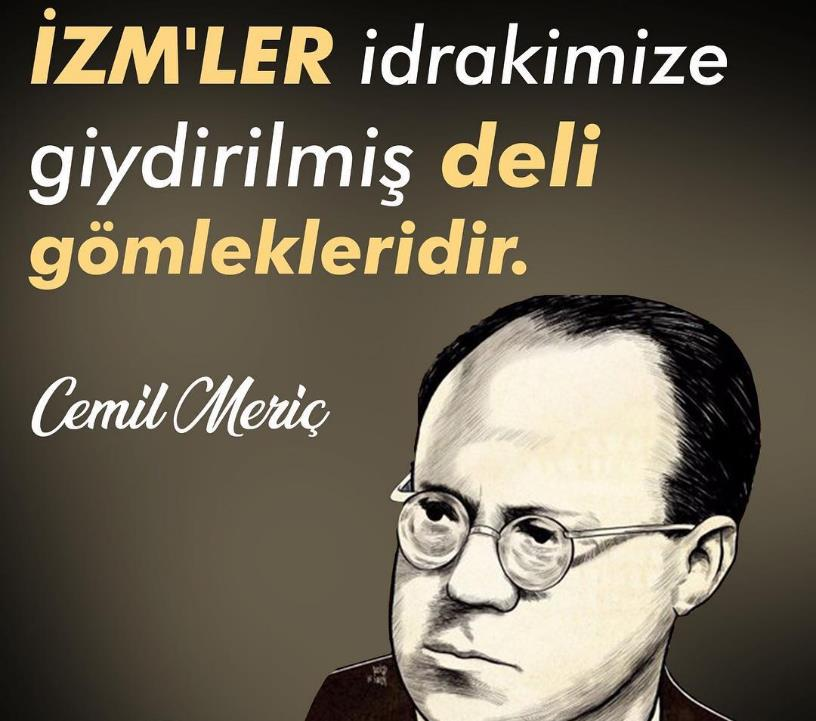 İZM'LER idrakimize
giydirilmiş deli
gömlekleridir.
Cemil Meriç